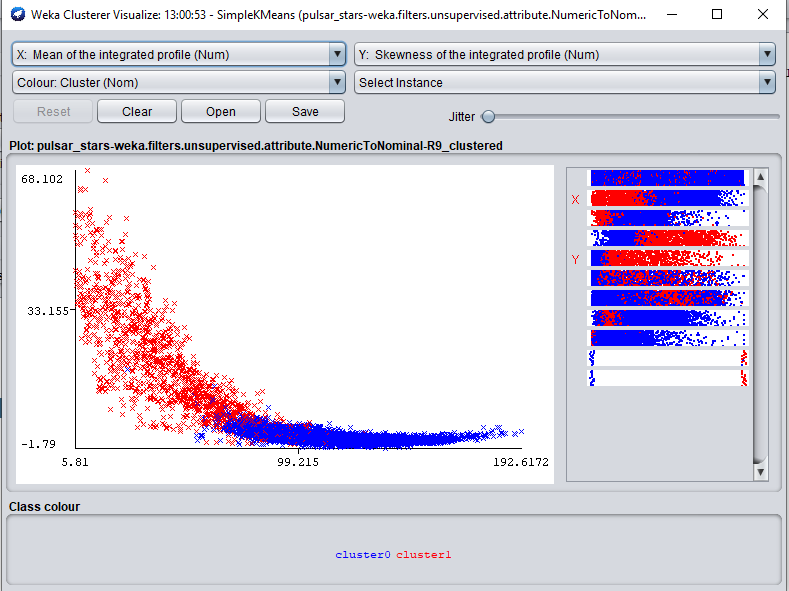 Weka Clusterer Visualize: 13:00:53 - SimpleKMeans (pulsar_stars-weka.filters.unsupervised.attribute.NumericToNom...
X: Mean of the integrated profile (Num) Y: Skewness of the integrated profile (Num)
Colour: Cluster (Nom) Select Instance
Reset Clear Open Save Jitter
Plot: pulsar_stars-weka.filters.unsupervised.attribute.NumericToNominal-R9_clustered
68.102
X
33.155
Y
-1.79
5.81 99.215 192.6172
Class colour
cluster0 cluster1